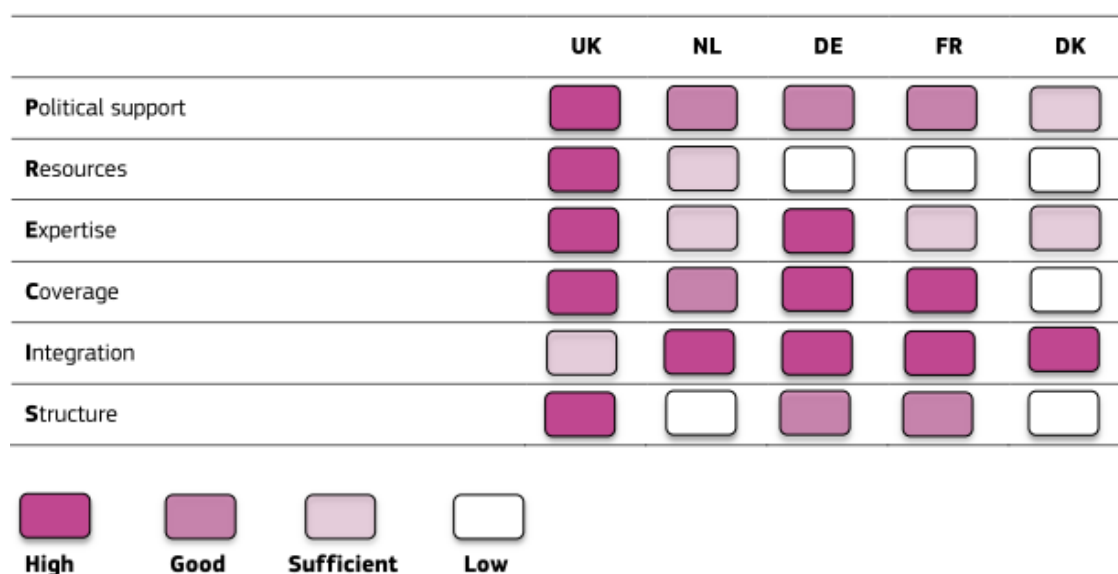 UK NL DE FR DK
Political support
Resources
Expertise
Coverage
Integration
Structure
High Good Sufficient Low